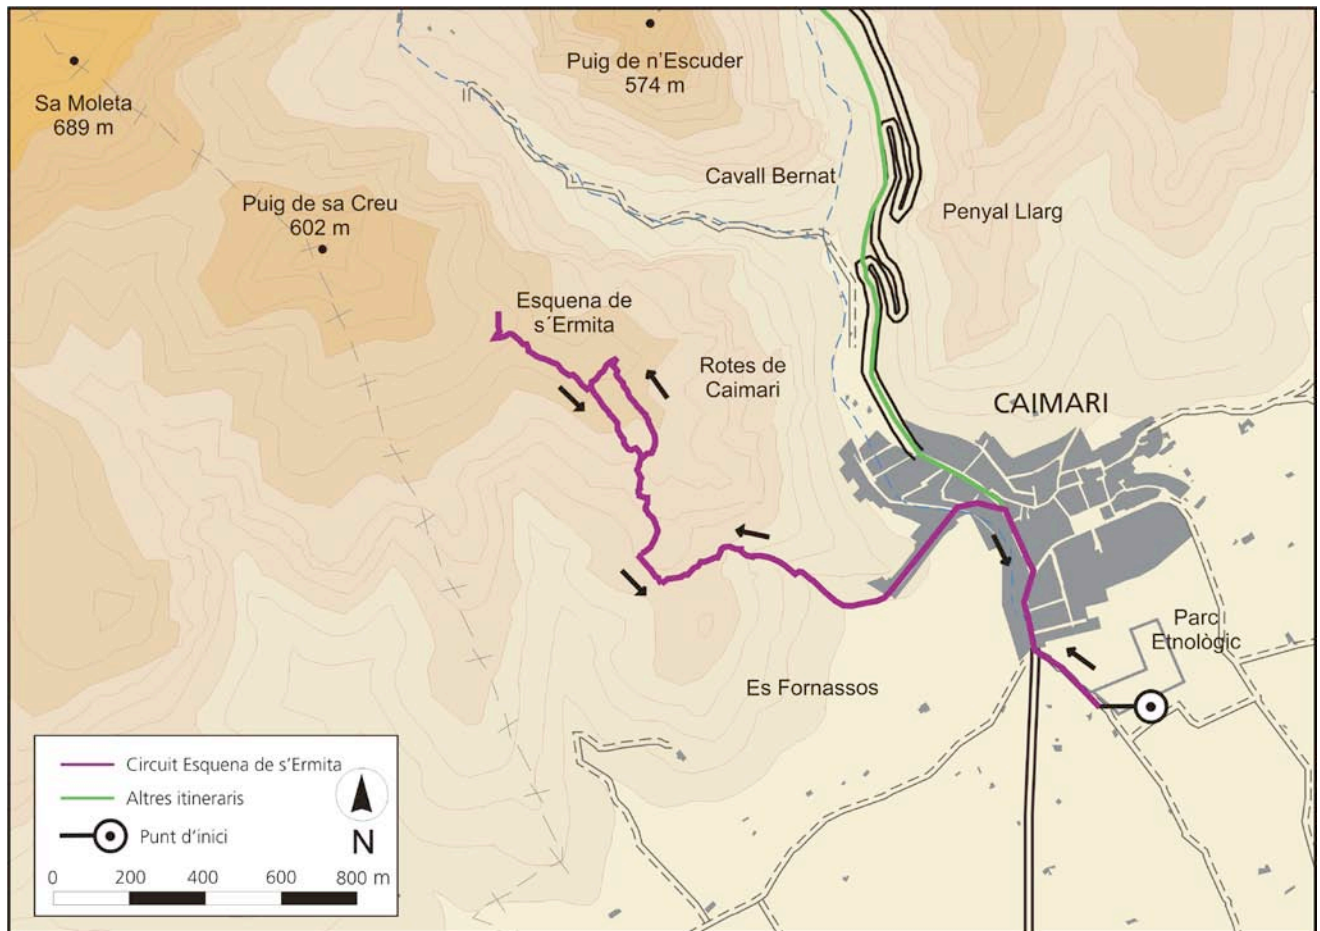 Puig de n’Escuder
574 m
Sa Moleta
689 m
Cavall Bernat
Puig de sa Creu
602 m
Penyal Llarg
Esquena de
s´Ermita
Rotes de
Caimari
CAIMARI
Parc
Etnològic
Es Fornassos
Circuit Esquena de s’Ermita
Altres itineraris
Punt d’inici
N
0 200 400 600 800 m